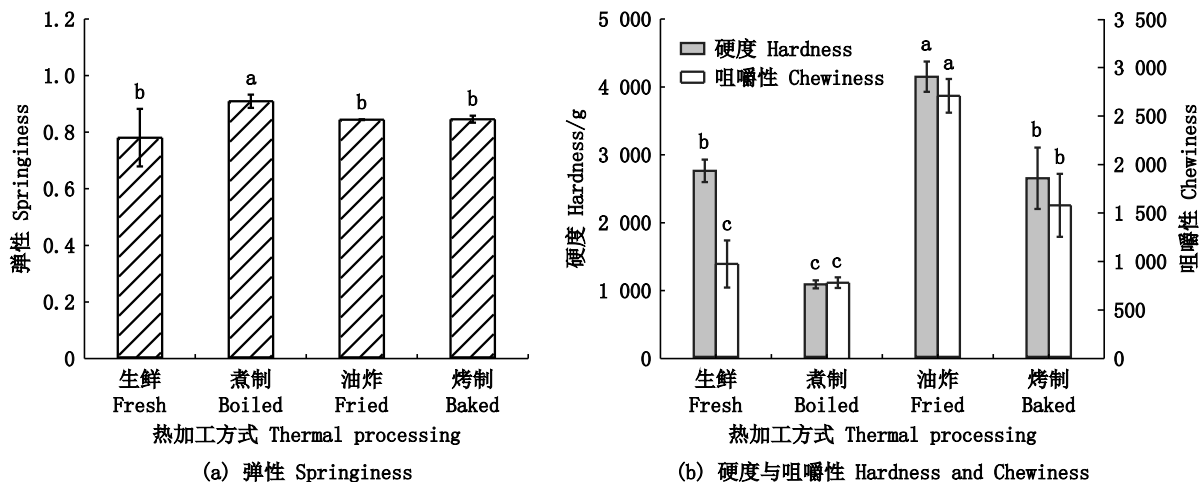 1.2
1.0
0.8
0.6
0.4
0.2
0
弹性 Springiness
b
a
b
b
生鲜
Fresh
煮制
Boiled
油炸
Fried
烤制
Baked
热加工方式 Thermal processing
(a) 弹性 Springiness
5 000
4 000
3 000
2 000
1 000
0
硬度 Hardness/g
硬度 Hardness
咀嚼性 Chewiness
b
c
c
c
a
a
b
b
3 500
3 000
2 500
2 000
1 500
1 000
500
0
咀嚼性 Chewiness
生鲜
Fresh
煮制
Boiled
油炸
Fried
烤制
Baked
热加工方式 Thermal processing
(b) 硬度与咀嚼性 Hardness and Chewiness